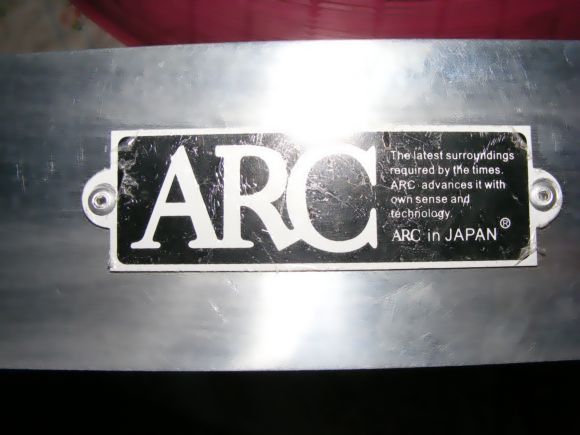 ARC
The latest surroundings
required by the times.
ARC advances it with
own sense and
technology.
ARC in JAPAN®